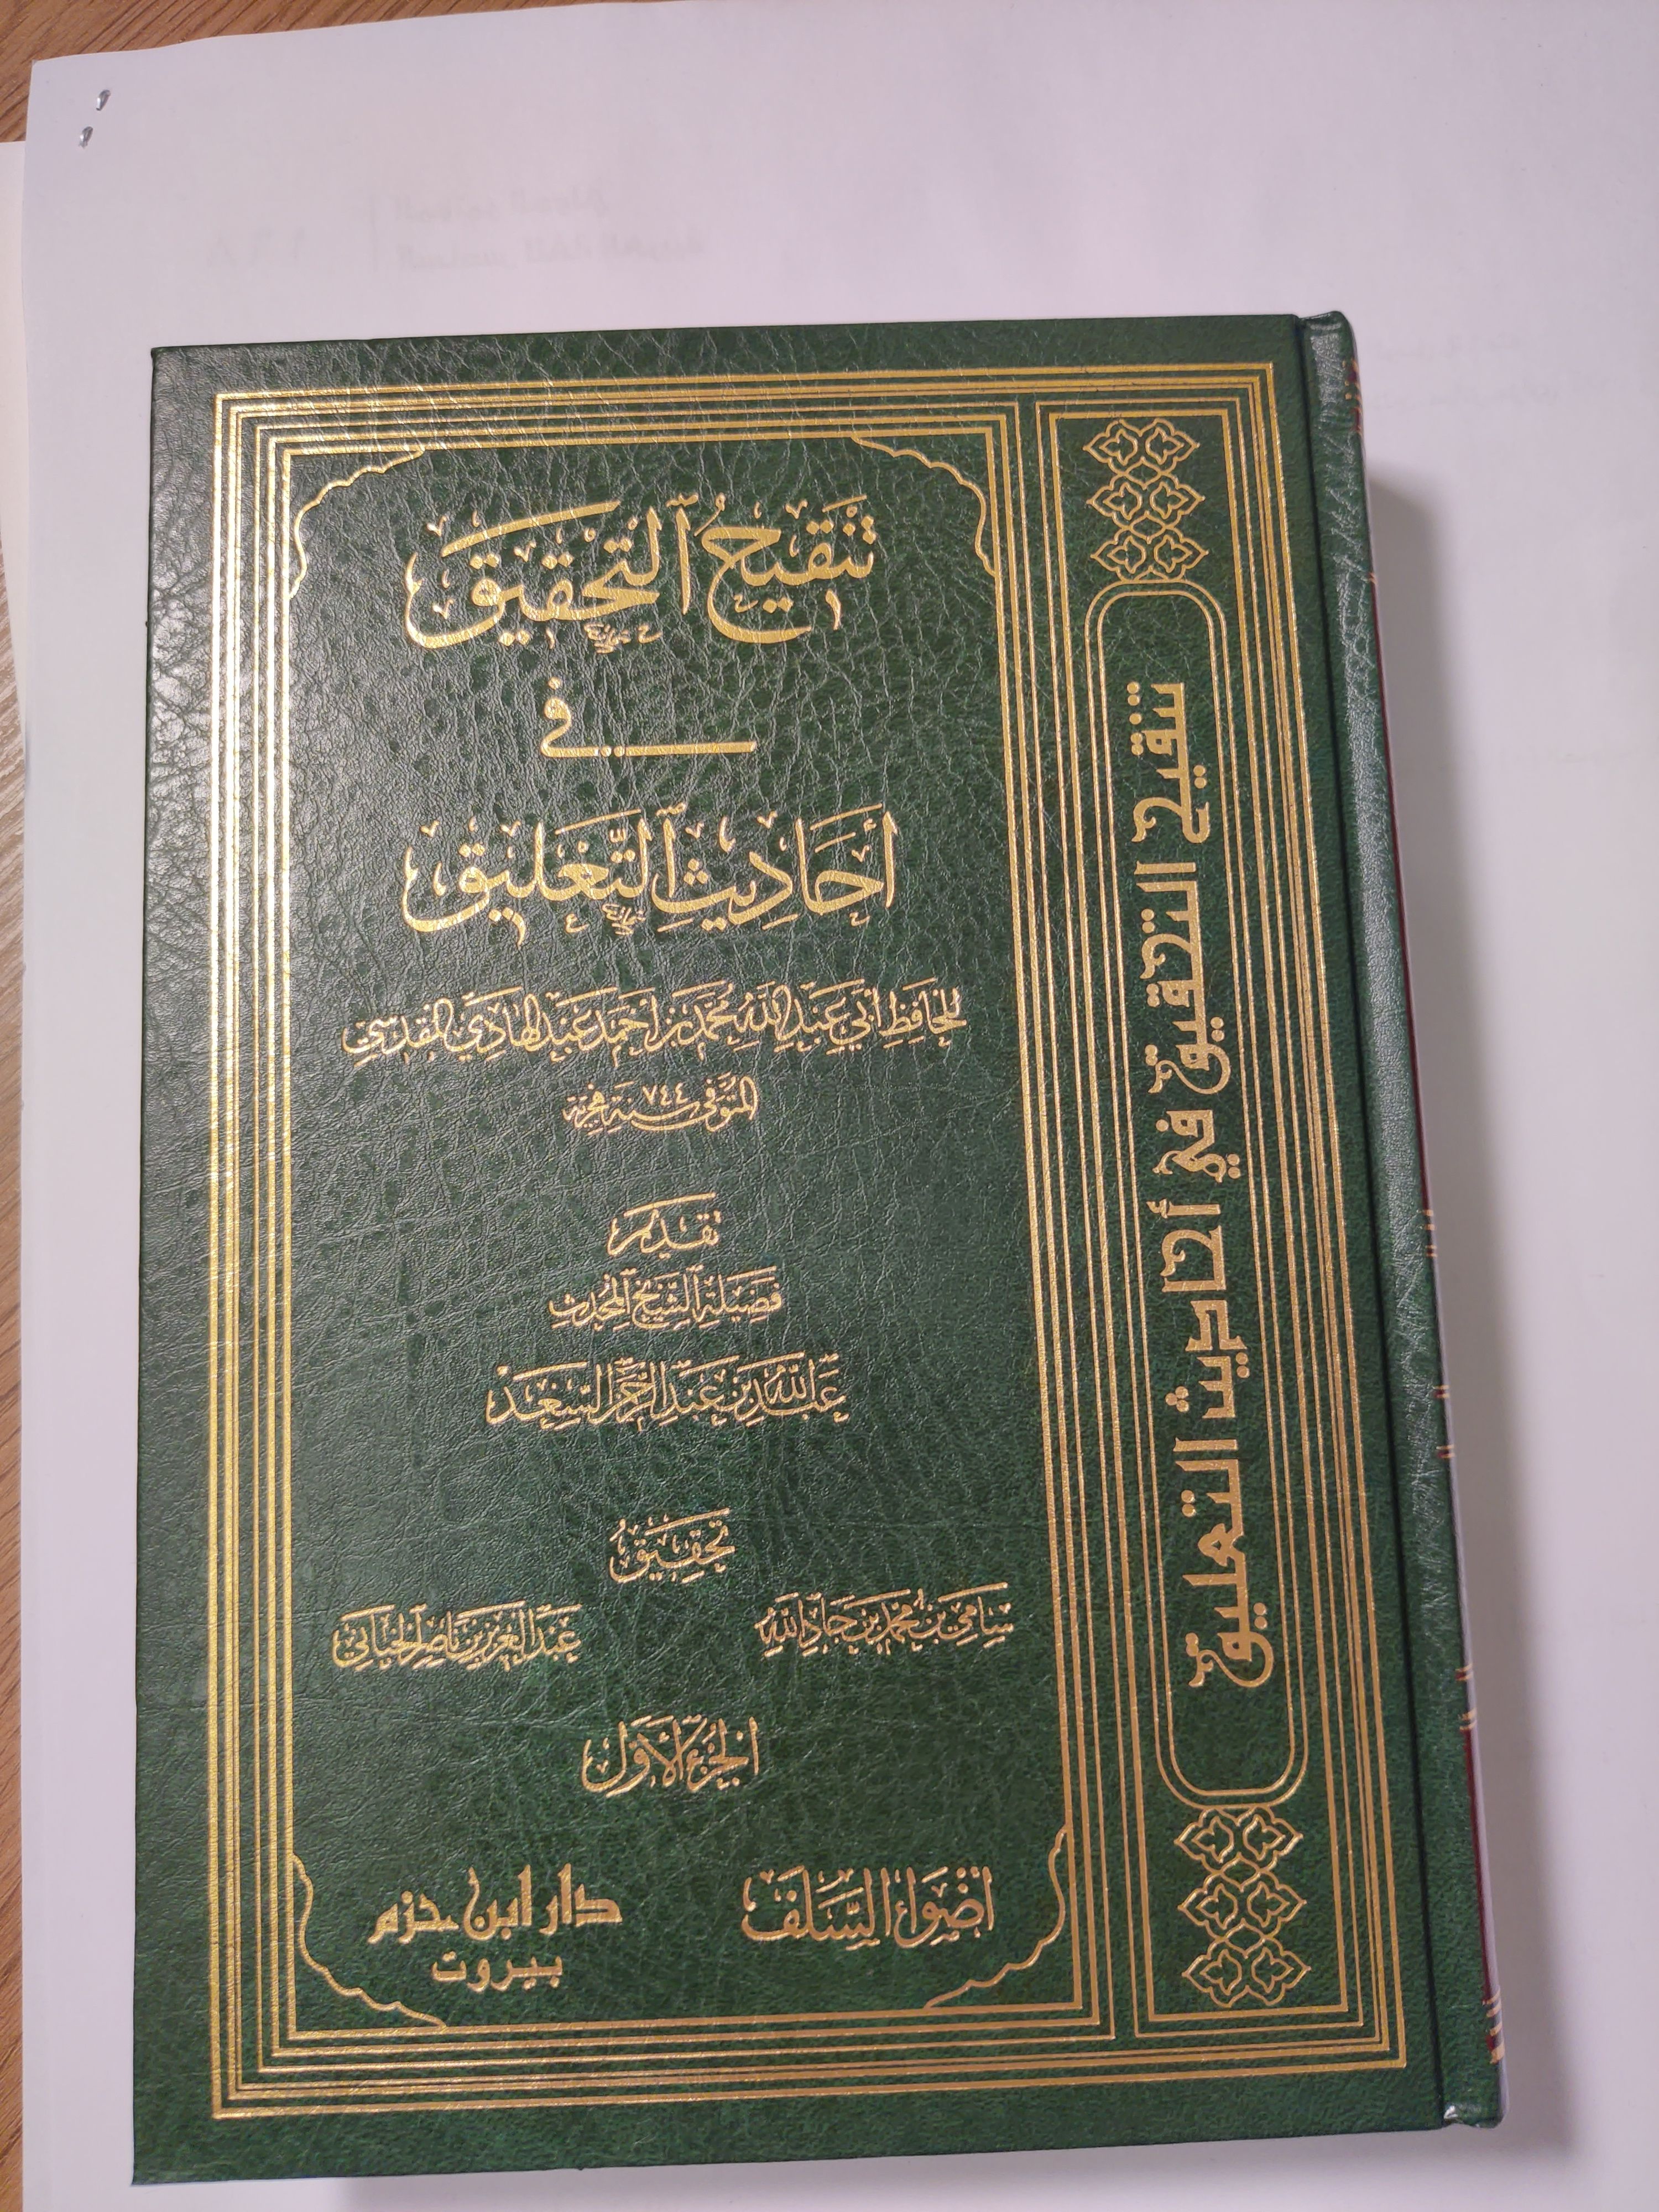 تنقيح التحقيق
في
أحاديث التعليق
للحافظ أبي عبد الله محمد بن أحمد عبد الهادي المقدسي
المتوفى سنة ٧٤٤ هجرية
تقديم
فضيلة الشيخ المحدث
عبد الله بن عبد الرحمن السعد
تحقيق
سامي بن محمد بن جاد الله
عبد العزيز بن ناصر الخباني
الجزء الأول
أضواء السلف
دار ابن حزم
بيروت
تنقيح التحقيق في أحاديث التعليق